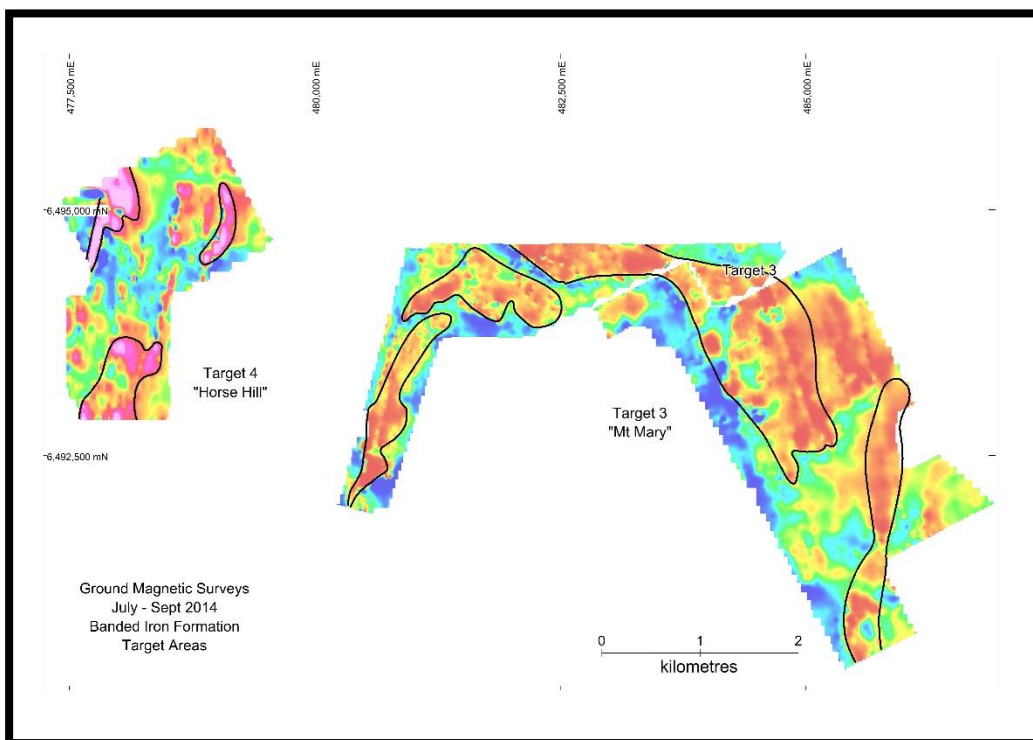 477,500 mE
480,000 mE
482,500 mE
485,000 mE
6,495,000 mN
Target 3
Target 4
"Horse Hill"
Target 3
"Mt Mary"
6,492,500 mN
Ground Magnetic Surveys
July - Sept 2014
Banded Iron Formation
Target Areas
0 1 2
kilometres